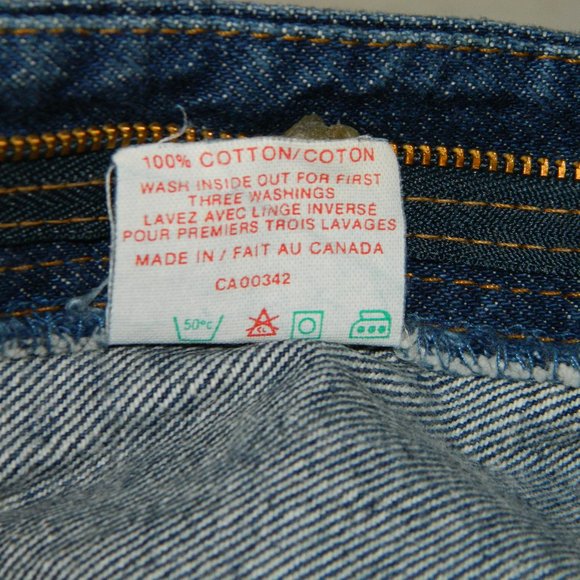 100% COTTON/COTON
WASH INSIDE OUT FOR FIRST
THREE WASHINGS
LAVEZ AVEC LINGE INVERSÉ
POUR PREMIERS TROIS LAVAGES
MADE IN / FAIT AU CANADA
CA00342
50°C CL